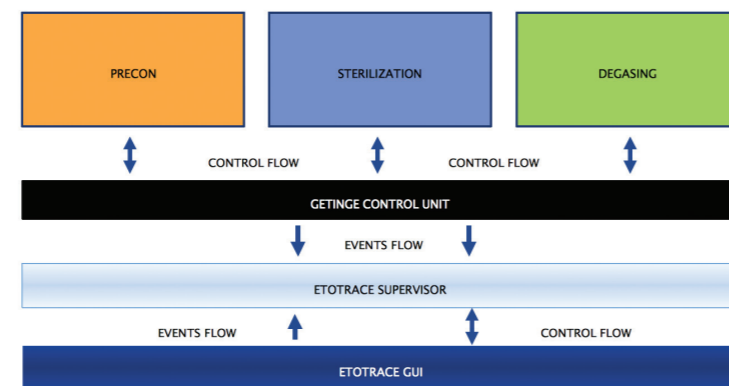 PRECON
STERILIZATION
DEGASING
CONTROL FLOW
CONTROL FLOW
GETINGE CONTROL UNIT
EVENTS FLOW
ETOTRACE SUPERVISOR
EVENTS FLOW
CONTROL FLOW
ETOTRACE GUI